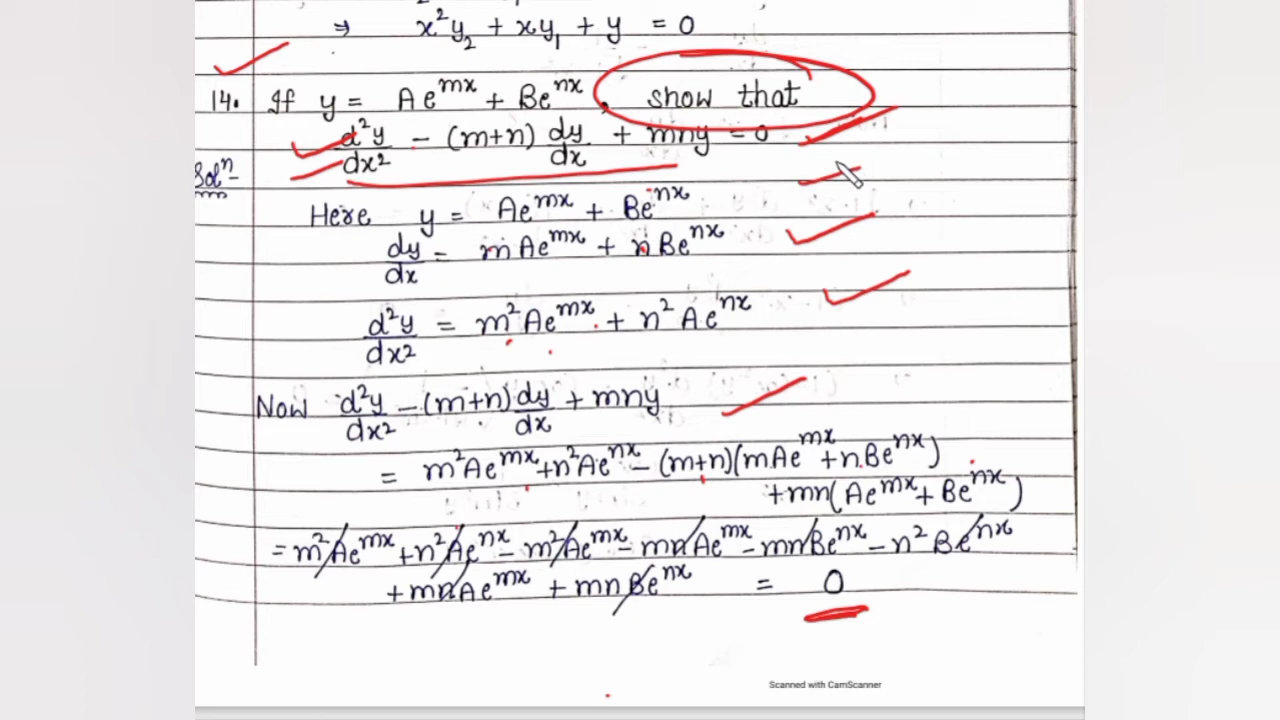 ⇒ x²y₂ + xy₁ + y = 0
14. If y = Ae^{mx} + Be^{nx}, show that
d²y/dx² - (m+n) dy/dx + mny = 0
Solⁿ-
Here y = Ae^{mx} + Be^{nx}
dy/dx = mAe^{mx} + nBe^{nx}
d²y/dx² = m²Ae^{mx} + n²Ae^{nx}
Now d²y/dx² - (m+n) dy/dx + mny
= m²Ae^{mx} + n²Ae^{nx} - (m+n)(mAe^{mx} + nBe^{nx})
+mn(Ae^{mx} + Be^{nx})
= m²Ae^{mx} + n²Ae^{nx} - m²Ae^{mx} - mnAe^{mx} - mnBe^{nx} - n²Be^{nx}
+ mnAe^{mx} + mnBe^{nx} = 0
Scanned with CamScanner